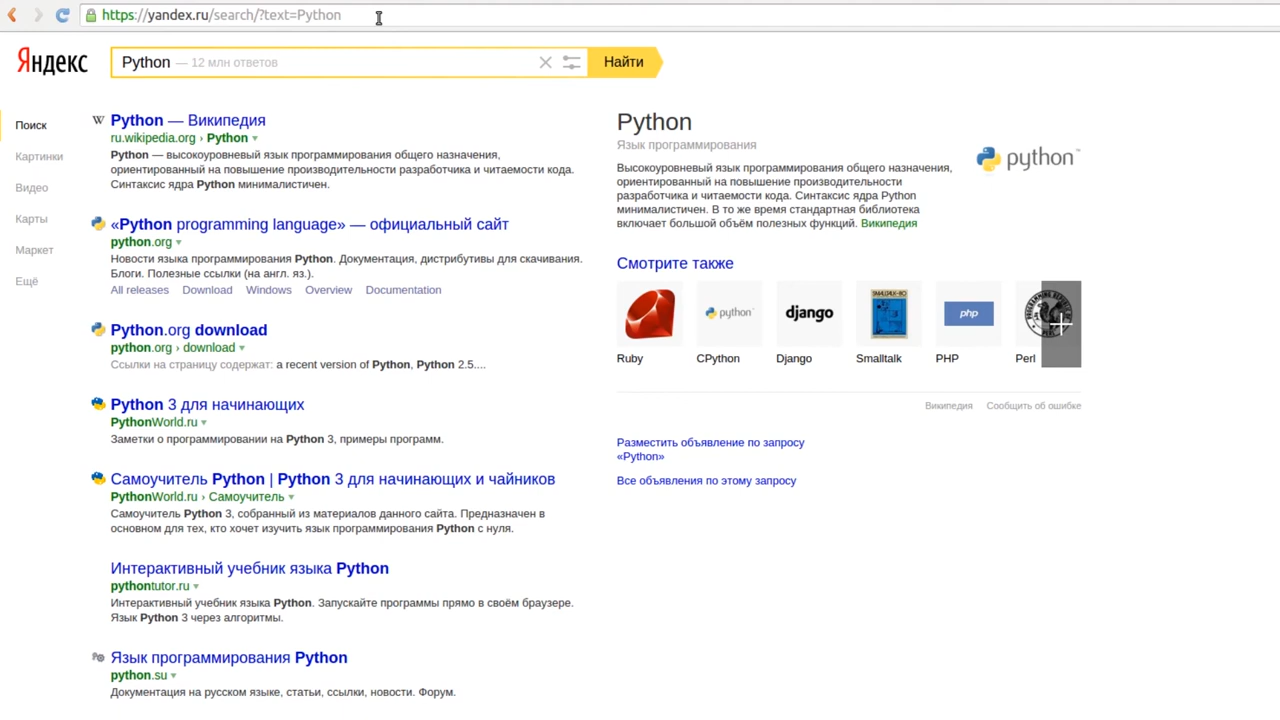 https://yandex.ru/search/?text=Python
Яндекс
Python — 12 млн ответов
Найти
Поиск
Картинки
Видео
Карты
Маркет
Ещё
W Python — Википедия
ru.wikipedia.org › Python
Python — высокоуровневый язык программирования общего назначения,
ориентированный на повышение производительности разработчика и читаемости кода.
Синтаксис ядра Python минималистичен.
«Python programming language» — официальный сайт
python.org
Новости языка программирования Python. Документация, дистрибутивы для скачивания.
Блоги. Полезные ссылки (на англ. яз.).
All releases Download Windows Overview Documentation
Python.org download
python.org › download
Ссылки на страницу содержат: a recent version of Python, Python 2.5....
Python 3 для начинающих
PythonWorld.ru
Заметки о программировании на Python 3, примеры программ.
Самоучитель Python | Python 3 для начинающих и чайников
PythonWorld.ru › Самоучитель
Самоучитель Python 3, собранный из материалов данного сайта. Предназначен в
основном для тех, кто хочет изучить язык программирования Python с нуля.
Интерактивный учебник языка Python
pythontutor.ru
Интерактивный учебник языка Python. Запускайте программы прямо в своём браузере.
Язык Python 3 через алгоритмы.
Язык программирования Python
python.su
Документация на русском языке, статьи, ссылки, новости. Форум.
Python
Язык программирования
python™
Высокоуровневый язык программирования общего назначения,
ориентированный на повышение производительности
разработчика и читаемости кода. Синтаксис ядра Python
минималистичен. В то же время стандартная библиотека
включает большой объём полезных функций. Википедия
Смотрите также
python django SMALLTALK-80 php
Ruby CPython Django Smalltalk PHP Perl
Википедия Сообщить об ошибке
Разместить объявление по запросу
«Python»
Все объявления по этому запросу